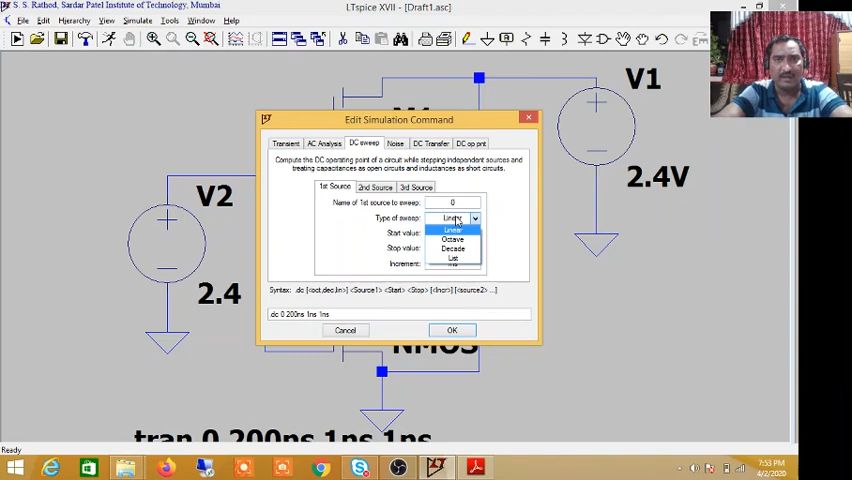 S. S. Rathod, Sardar Patel Institute of Technology, Mumbai
LTspice XVII - [Draft1.asc]
File Edit Hierarchy View Simulate Tools Window Help
V1
2.4V
V2
2.4
NMOS
tran 0 200ns 1ns 1ns
Edit Simulation Command
Transient AC Analysis DC sweep Noise DC Transfer DC op pnt
Compute the DC operating point of a circuit while stepping independent sources and
treating capacitances as open circuits and inductances as short circuits.
1st Source 2nd Source 3rd Source
Name of 1st source to sweep: 0
Type of sweep: Linear
Linear
Octave
Decade
List
Start value:
Stop value:
Increment:
Syntax: .dc [<oct,dec,lin>] <Source1> <Start> <Stop> [<Incr>] [<source2> ...]
.dc 0 200ns 1ns 1ns
Cancel OK
Ready
7:53 PM
4/2/2020